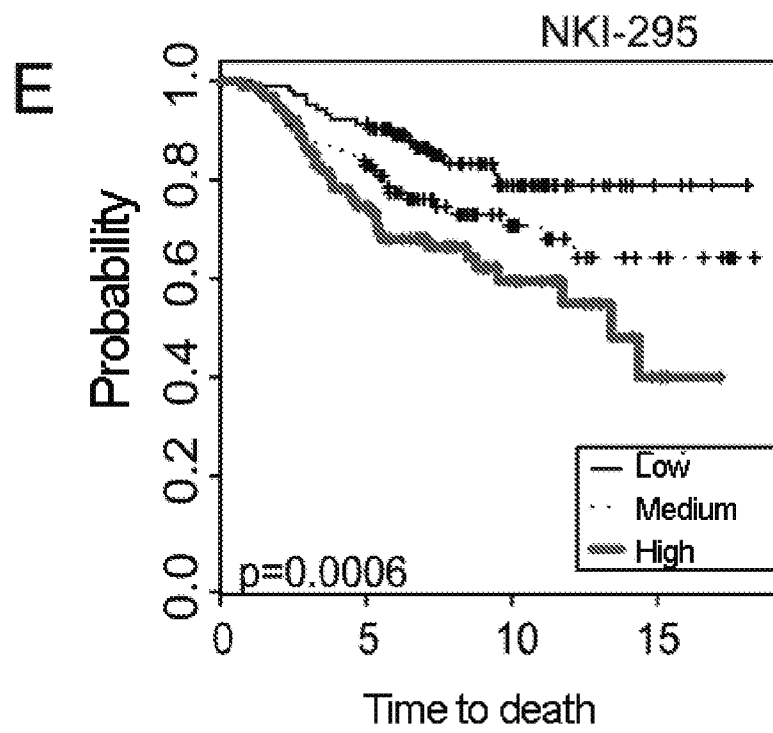 E
NKI-295
Probability
1.0
0.8
0.6
0.4
0.2
0.0
Low
Medium
High
p=0.0006
0 5 10 15
Time to death